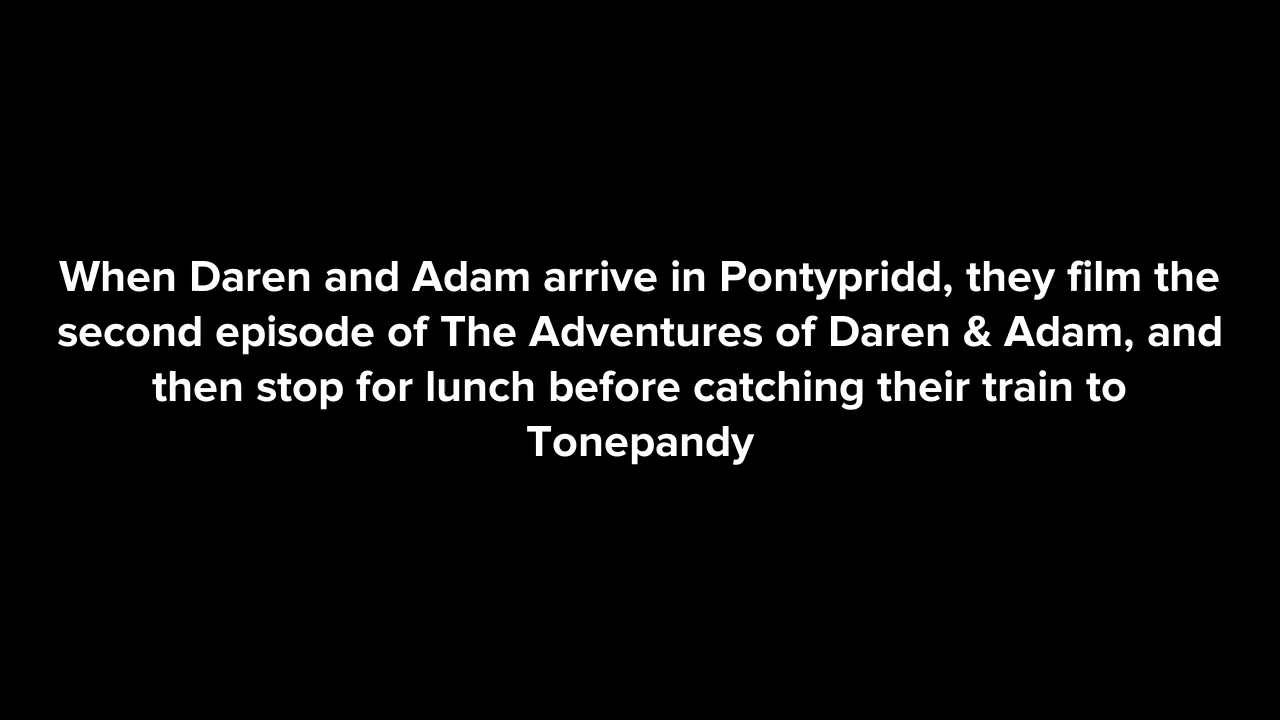 When Daren and Adam arrive in Pontypridd, they film the
second episode of The Adventures of Daren & Adam, and
then stop for lunch before catching their train to
Tonepandy